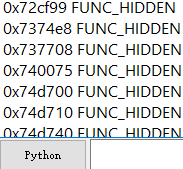 0x72cf99 FUNC_HIDDEN
0x7374e8 FUNC_HIDDEN
0x737708 FUNC_HIDDEN
0x740075 FUNC_HIDDEN
0x74d700 FUNC_HIDDEN
0x74d710 FUNC_HIDDEN
0x74d740 FUNC_HIDDEN
Python